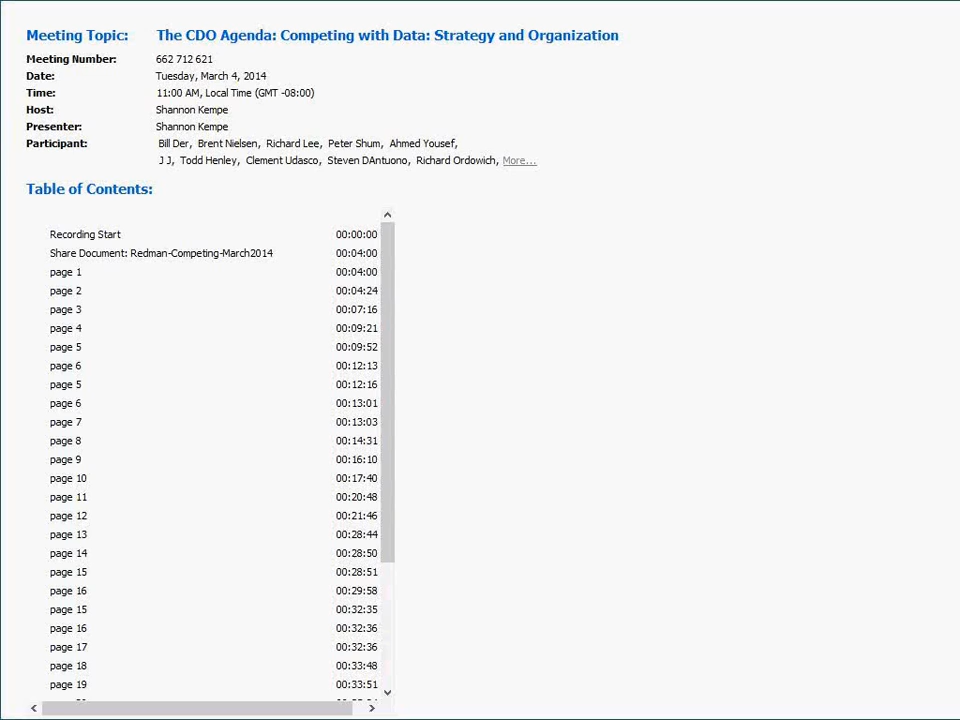 Meeting Topic: The CDO Agenda: Competing with Data: Strategy and Organization
Meeting Number: 662 712 621
Date: Tuesday, March 4, 2014
Time: 11:00 AM, Local Time (GMT -08:00)
Host: Shannon Kempe
Presenter: Shannon Kempe
Participant: Bill Der, Brent Nielsen, Richard Lee, Peter Shum, Ahmed Yousef,
J J, Todd Henley, Clement Udasco, Steven DAntuono, Richard Ordowich, More...
Table of Contents:
Recording Start 00:00:00
Share Document: Redman-Competing-March2014 00:04:00
page 1 00:04:00
page 2 00:04:24
page 3 00:07:16
page 4 00:09:21
page 5 00:09:52
page 6 00:12:13
page 5 00:12:16
page 6 00:13:01
page 7 00:13:03
page 8 00:14:31
page 9 00:16:10
page 10 00:17:40
page 11 00:20:48
page 12 00:21:46
page 13 00:28:44
page 14 00:28:50
page 15 00:28:51
page 16 00:29:58
page 15 00:32:35
page 16 00:32:36
page 17 00:32:36
page 18 00:33:48
page 19 00:33:51